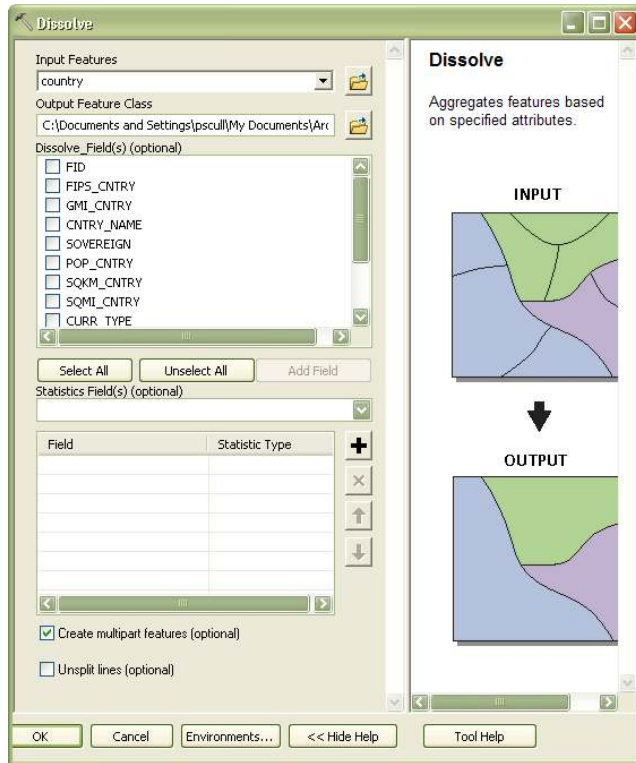 Dissolve
Input Features
country
Output Feature Class
C:\Documents and Settings\pscull\My Documents\Arc
Dissolve_Field(s) (optional)
FID
FIPS_CNTRY
GMI_CNTRY
CNTRY_NAME
SOVEREIGN
POP_CNTRY
SQKM_CNTRY
SQMI_CNTRY
CURR_TYPE
Select All
Unselect All
Add Field
Statistics Field(s) (optional)
Field
Statistic Type
Create multipart features (optional)
Unsplit lines (optional)
OK
Cancel
Environments...
<< Hide Help
Tool Help
Dissolve
Aggregates features based
on specified attributes.
INPUT
OUTPUT